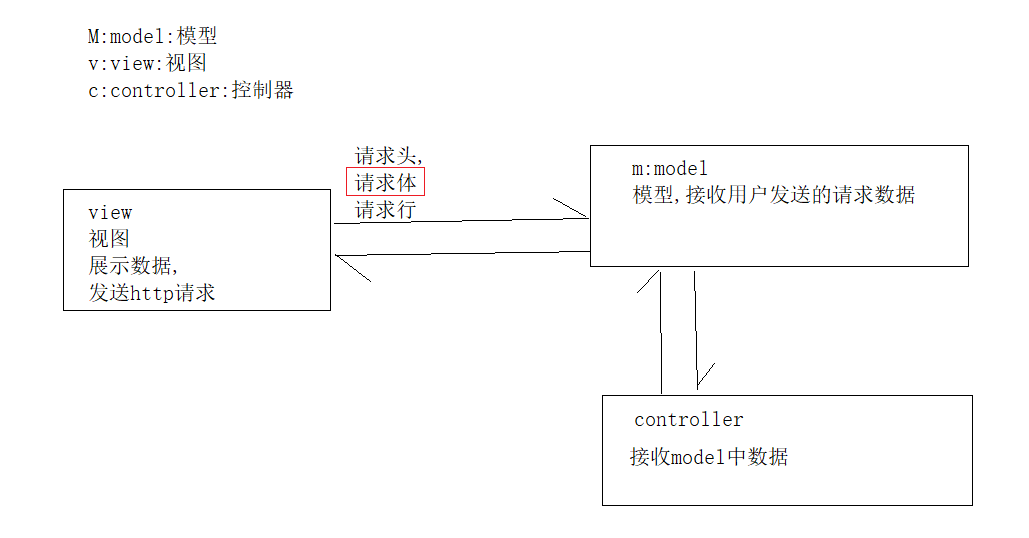 M:model:模型
v:view:视图
c:controller:控制器
请求头,
请求体
请求行
view
视图
展示数据,
发送http请求
m:model
模型,接收用户发送的请求数据
controller
接收model中数据